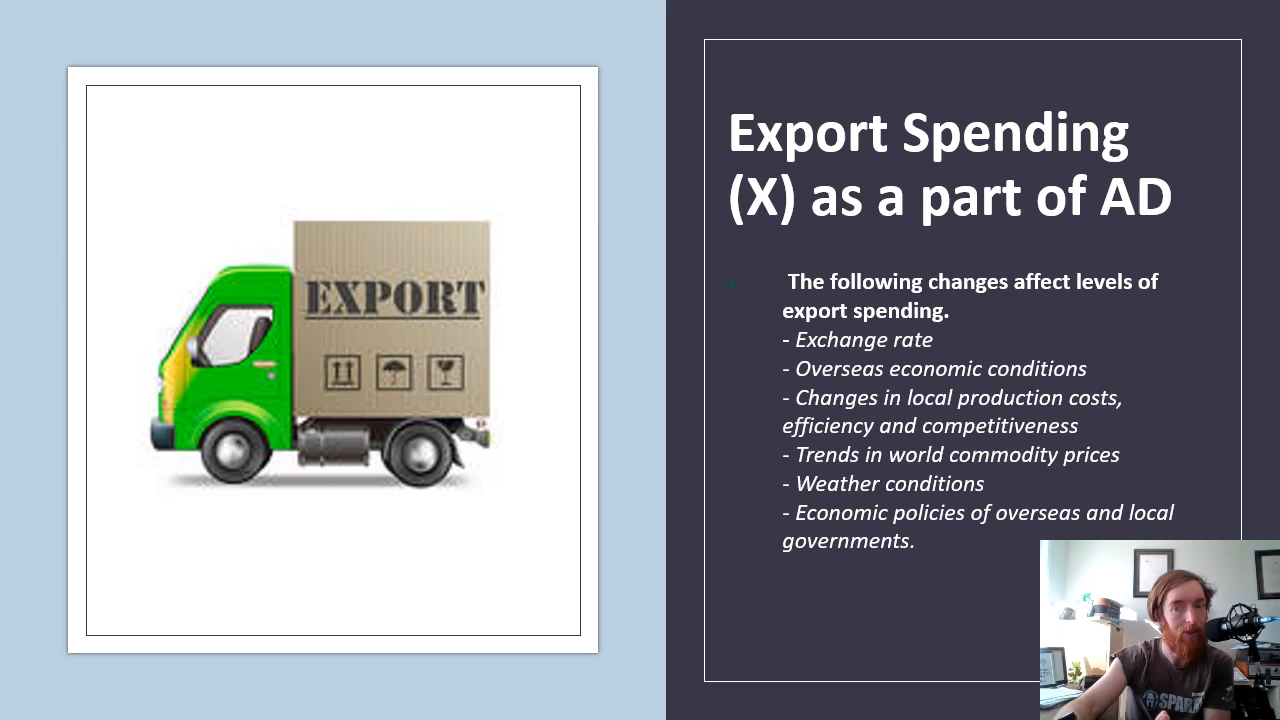 Export Spending
(X) as a part of AD
The following changes affect levels of
export spending.
- Exchange rate
- Overseas economic conditions
- Changes in local production costs,
efficiency and competitiveness
- Trends in world commodity prices
- Weather conditions
- Economic policies of overseas and local
governments.
EXPORT